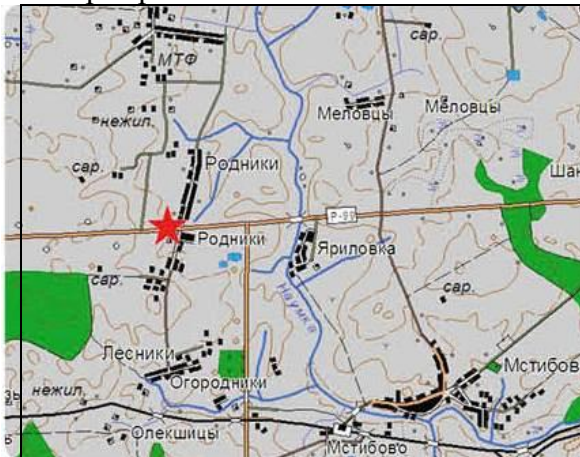 сар.
МТФ
Меловцы
Меловцы
нежил.
Родники
сар.
Шан
Р-99
Родники
Яриловка
сар.
Наумка
сар.
Лесники
Мстибов
Огородники
нежил.
Олекшицы
Мстибово